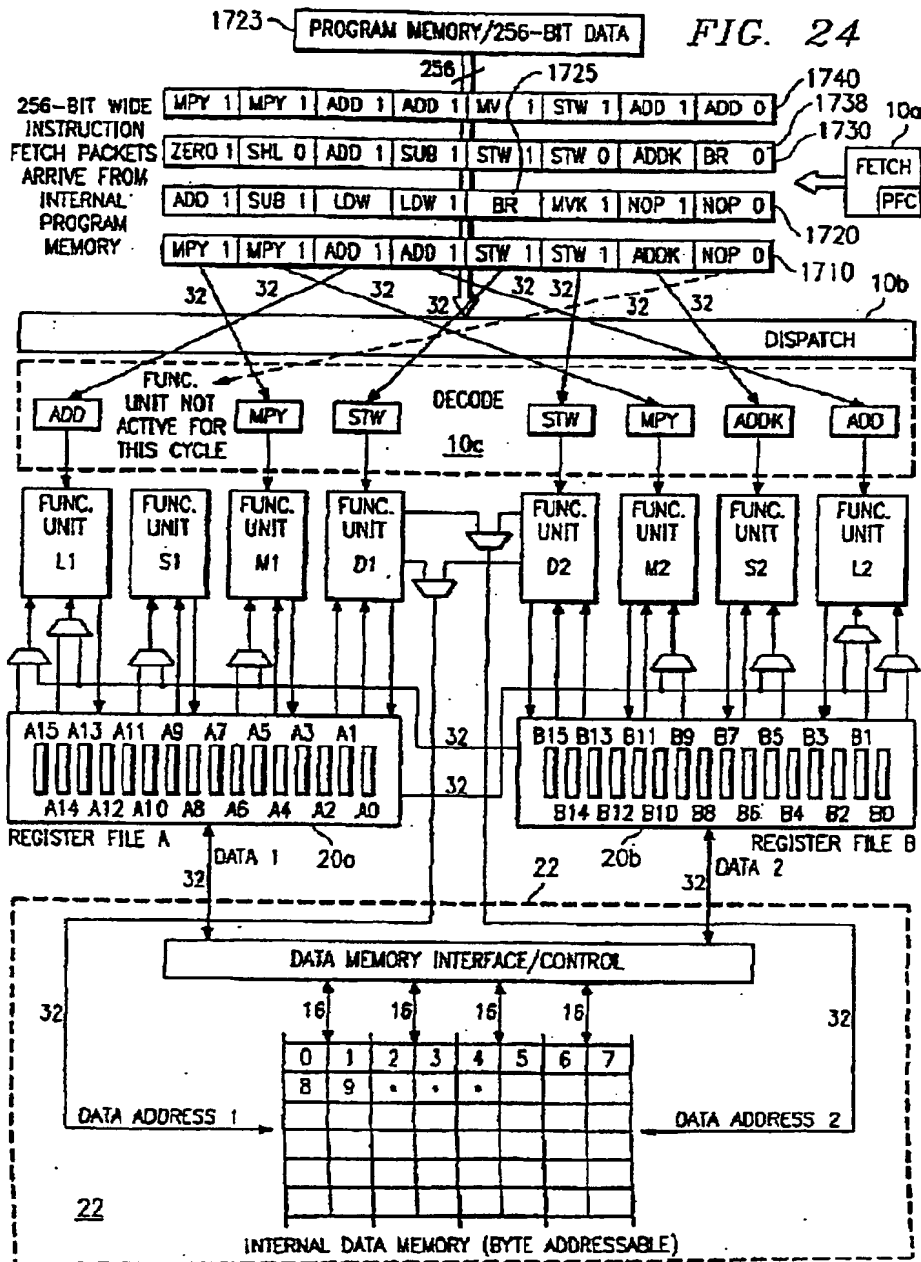 1723
PROGRAM MEMORY/256-BIT DATA
FIG. 24
256
1725
256-BIT WIDE
INSTRUCTION
FETCH PACKETS
ARRIVE FROM
INTERNAL
PROGRAM
MEMORY
MPY 1 MPY 1 ADD 1 ADD 1 MV 1 STW 1 ADD 1 ADD 0
1740
ZERO 1 SHL 0 ADD 1 SUB 1 STW 1 STW 0 ADDK BR 0
1738
1730
10a
FETCH
PFC
ADD 1 SUB 1 LDW LDW 1 BR MVK 1 NOP 1 NOP 0
1720
MPY 1 MPY 1 ADD 1 ADD 1 STW 1 STW 1 ADDK NOP 0
1710
32 32 32 32 32 32 32 32
10b
DISPATCH
FUNC.
UNIT NOT
ACTIVE FOR
THIS CYCLE
DECODE
10c
ADD MPY STW STW MPY ADDK ADD
FUNC. UNIT L1
FUNC. UNIT S1
FUNC. UNIT M1
FUNC. UNIT D1
FUNC. UNIT D2
FUNC. UNIT M2
FUNC. UNIT S2
FUNC. UNIT L2
A15 A13 A11 A9 A7 A5 A3 A1
A14 A12 A10 A8 A6 A4 A2 A0
REGISTER FILE A
20a
32
32
B15 B13 B11 B9 B7 B5 B3 B1
B14 B12 B10 B8 B6 B4 B2 B0
20b
REGISTER FILE B
DATA 1
32
DATA 2
32
22
DATA MEMORY INTERFACE/CONTROL
32
16 16 16 16
32
0 1 2 3 4 5 6 7
8 9 • • •
DATA ADDRESS 1
DATA ADDRESS 2
22
INTERNAL DATA MEMORY (BYTE ADDRESSABLE)